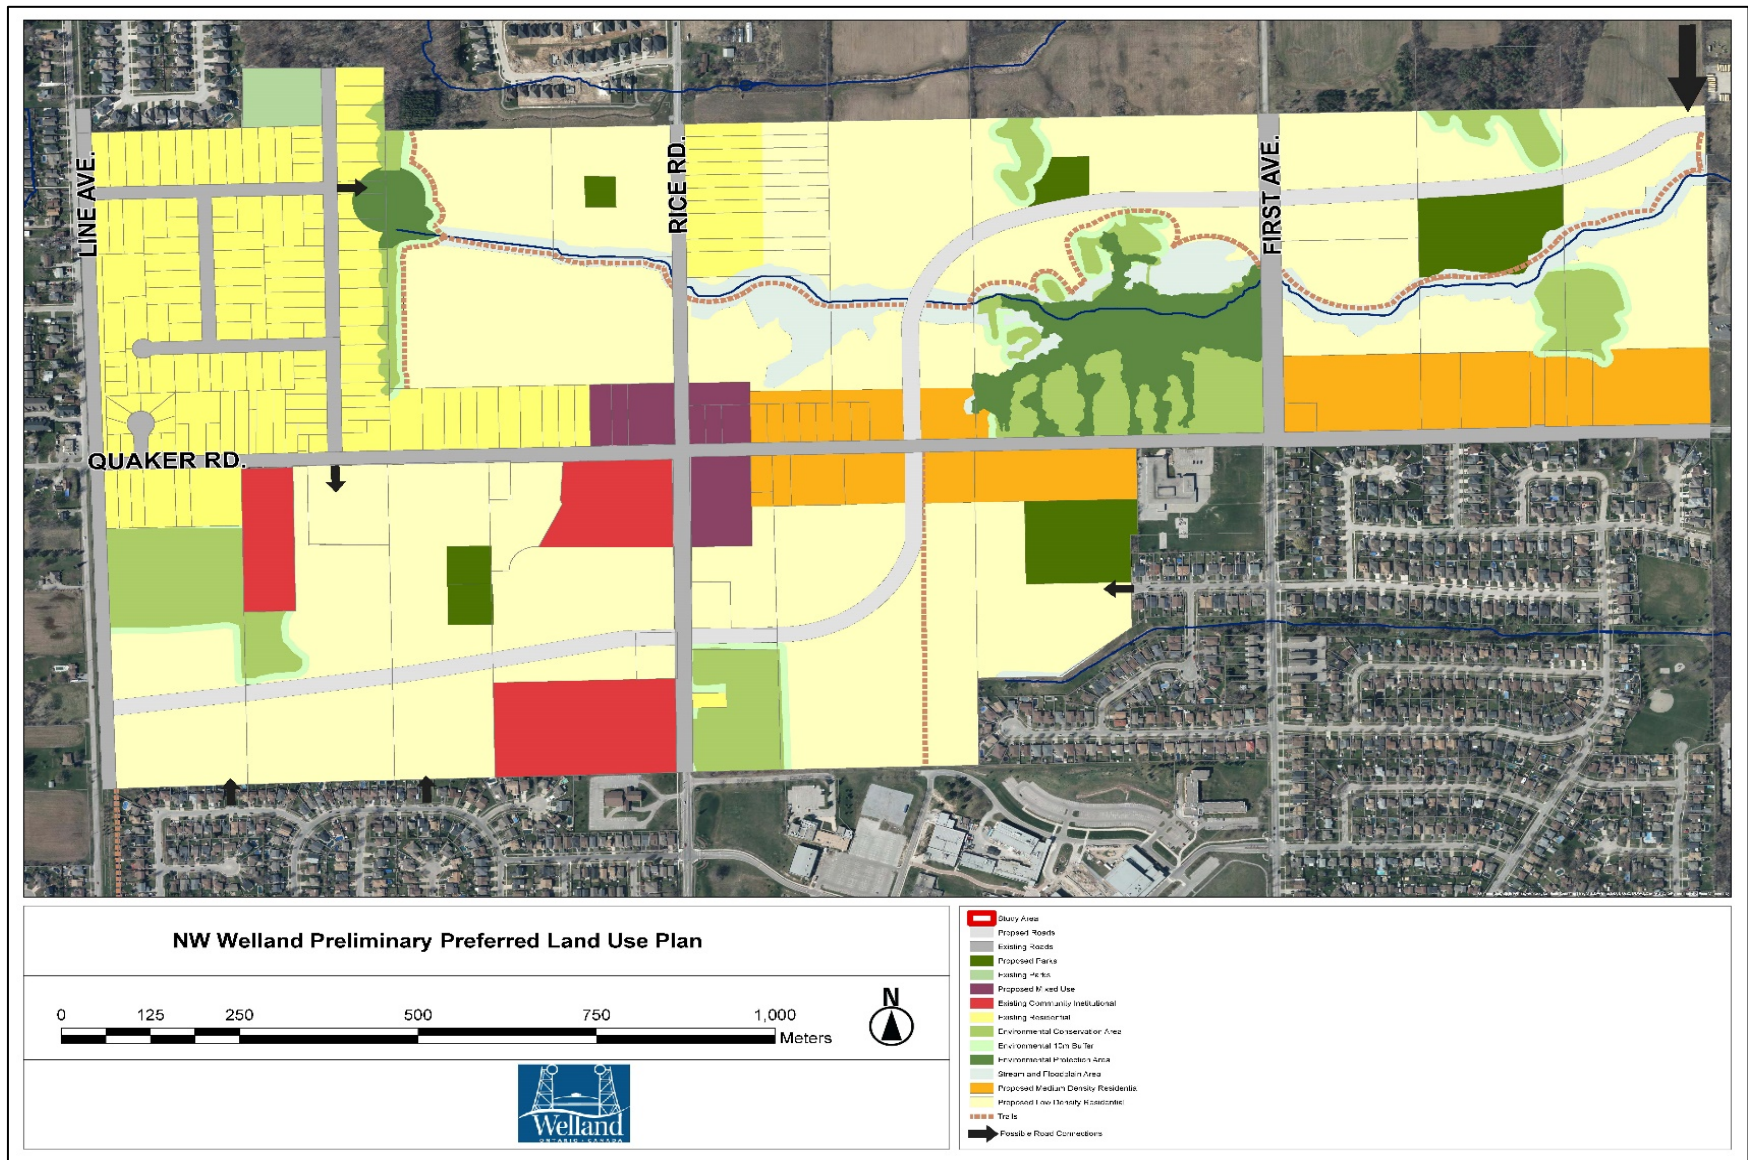 LINE AVE.
RICE RD.
FIRST AVE.
QUAKER RD.
NW Welland Preliminary Preferred Land Use Plan
0 125 250 500 750 1,000
Meters
N
Welland
ONTARIO · CANADA
Study Area
Proposed Roads
Existing Roads
Proposed Parks
Existing Parks
Proposed Mixed Use
Existing Community Institutional
Existing Residential
Environmental Conservation Area
Environmental 10m Buffer
Environmental Protection Area
Stream and Floodplain Area
Proposed Medium Density Residential
Proposed Low Density Residential
Trails
Possible Road Connections